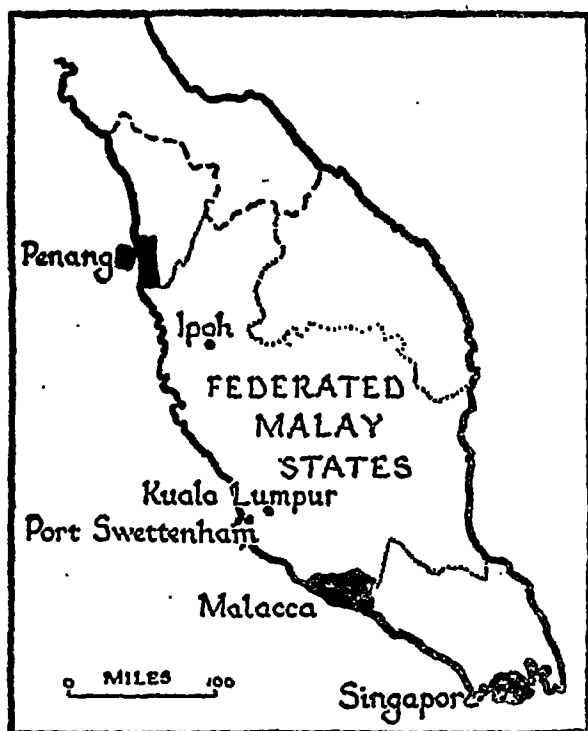 Penang
Ipoh
FEDERATED
MALAY
STATES
Kuala Lumpur
Port Swettenham
Malacca
0 MILES 100
Singapore